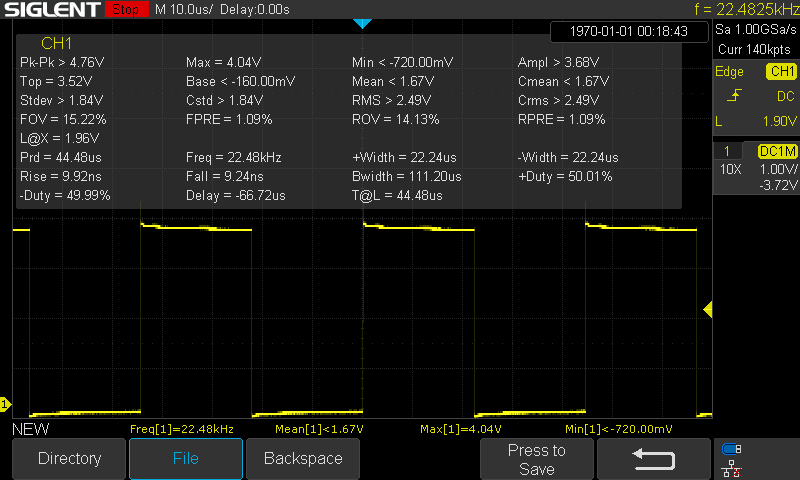 SIGLENT Stop M 10.0us/ Delay:0.00s f = 22.4825kHz
1970-01-01 00:18:43 Sa 1.00GSa/s
Curr 140kpts
CH1
Pk-Pk > 4.76V Max = 4.04V Min < -720.00mV Ampl > 3.68V
Top = 3.52V Base < -160.00mV Mean < 1.67V Cmean < 1.67V
Stdev > 1.84V Cstd > 1.84V RMS > 2.49V Crms > 2.49V
FOV = 15.22% FPRE = 1.09% ROV = 14.13% RPRE = 1.09%
L@X = 1.96V
Prd = 44.48us Freq = 22.48kHz +Width = 22.24us -Width = 22.24us
Rise = 9.92ns Fall = 9.24ns Bwidth = 111.20us +Duty = 50.01%
-Duty = 49.99% Delay = -66.72us T@L = 44.48us
Edge CH1
DC
L 1.90V
1 DC1M
10X 1.00V/
-3.72V
1
NEW Freq[1]=22.48kHz Mean[1]<1.67V Max[1]=4.04V Min[1]<-720.00mV
Directory File Backspace Press to
Save